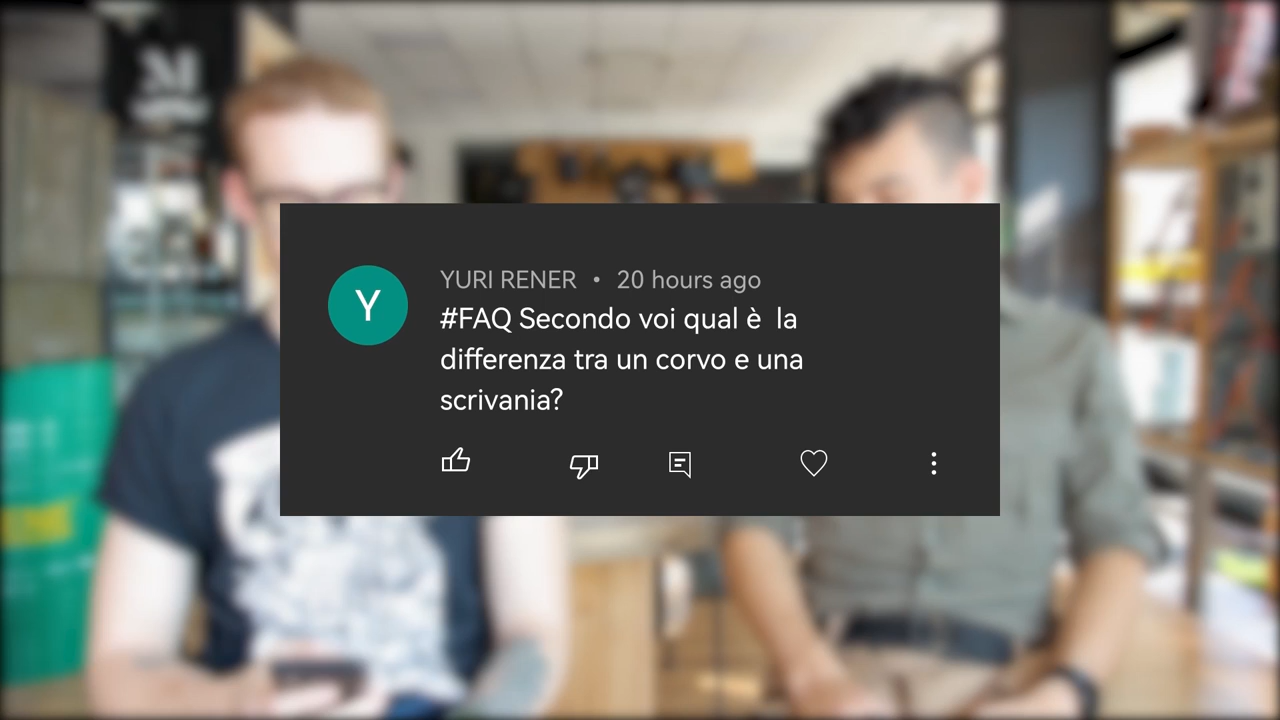 M
Y
YURI RENER • 20 hours ago
#FAQ Secondo voi qual è  la
differenza tra un corvo e una
scrivania?